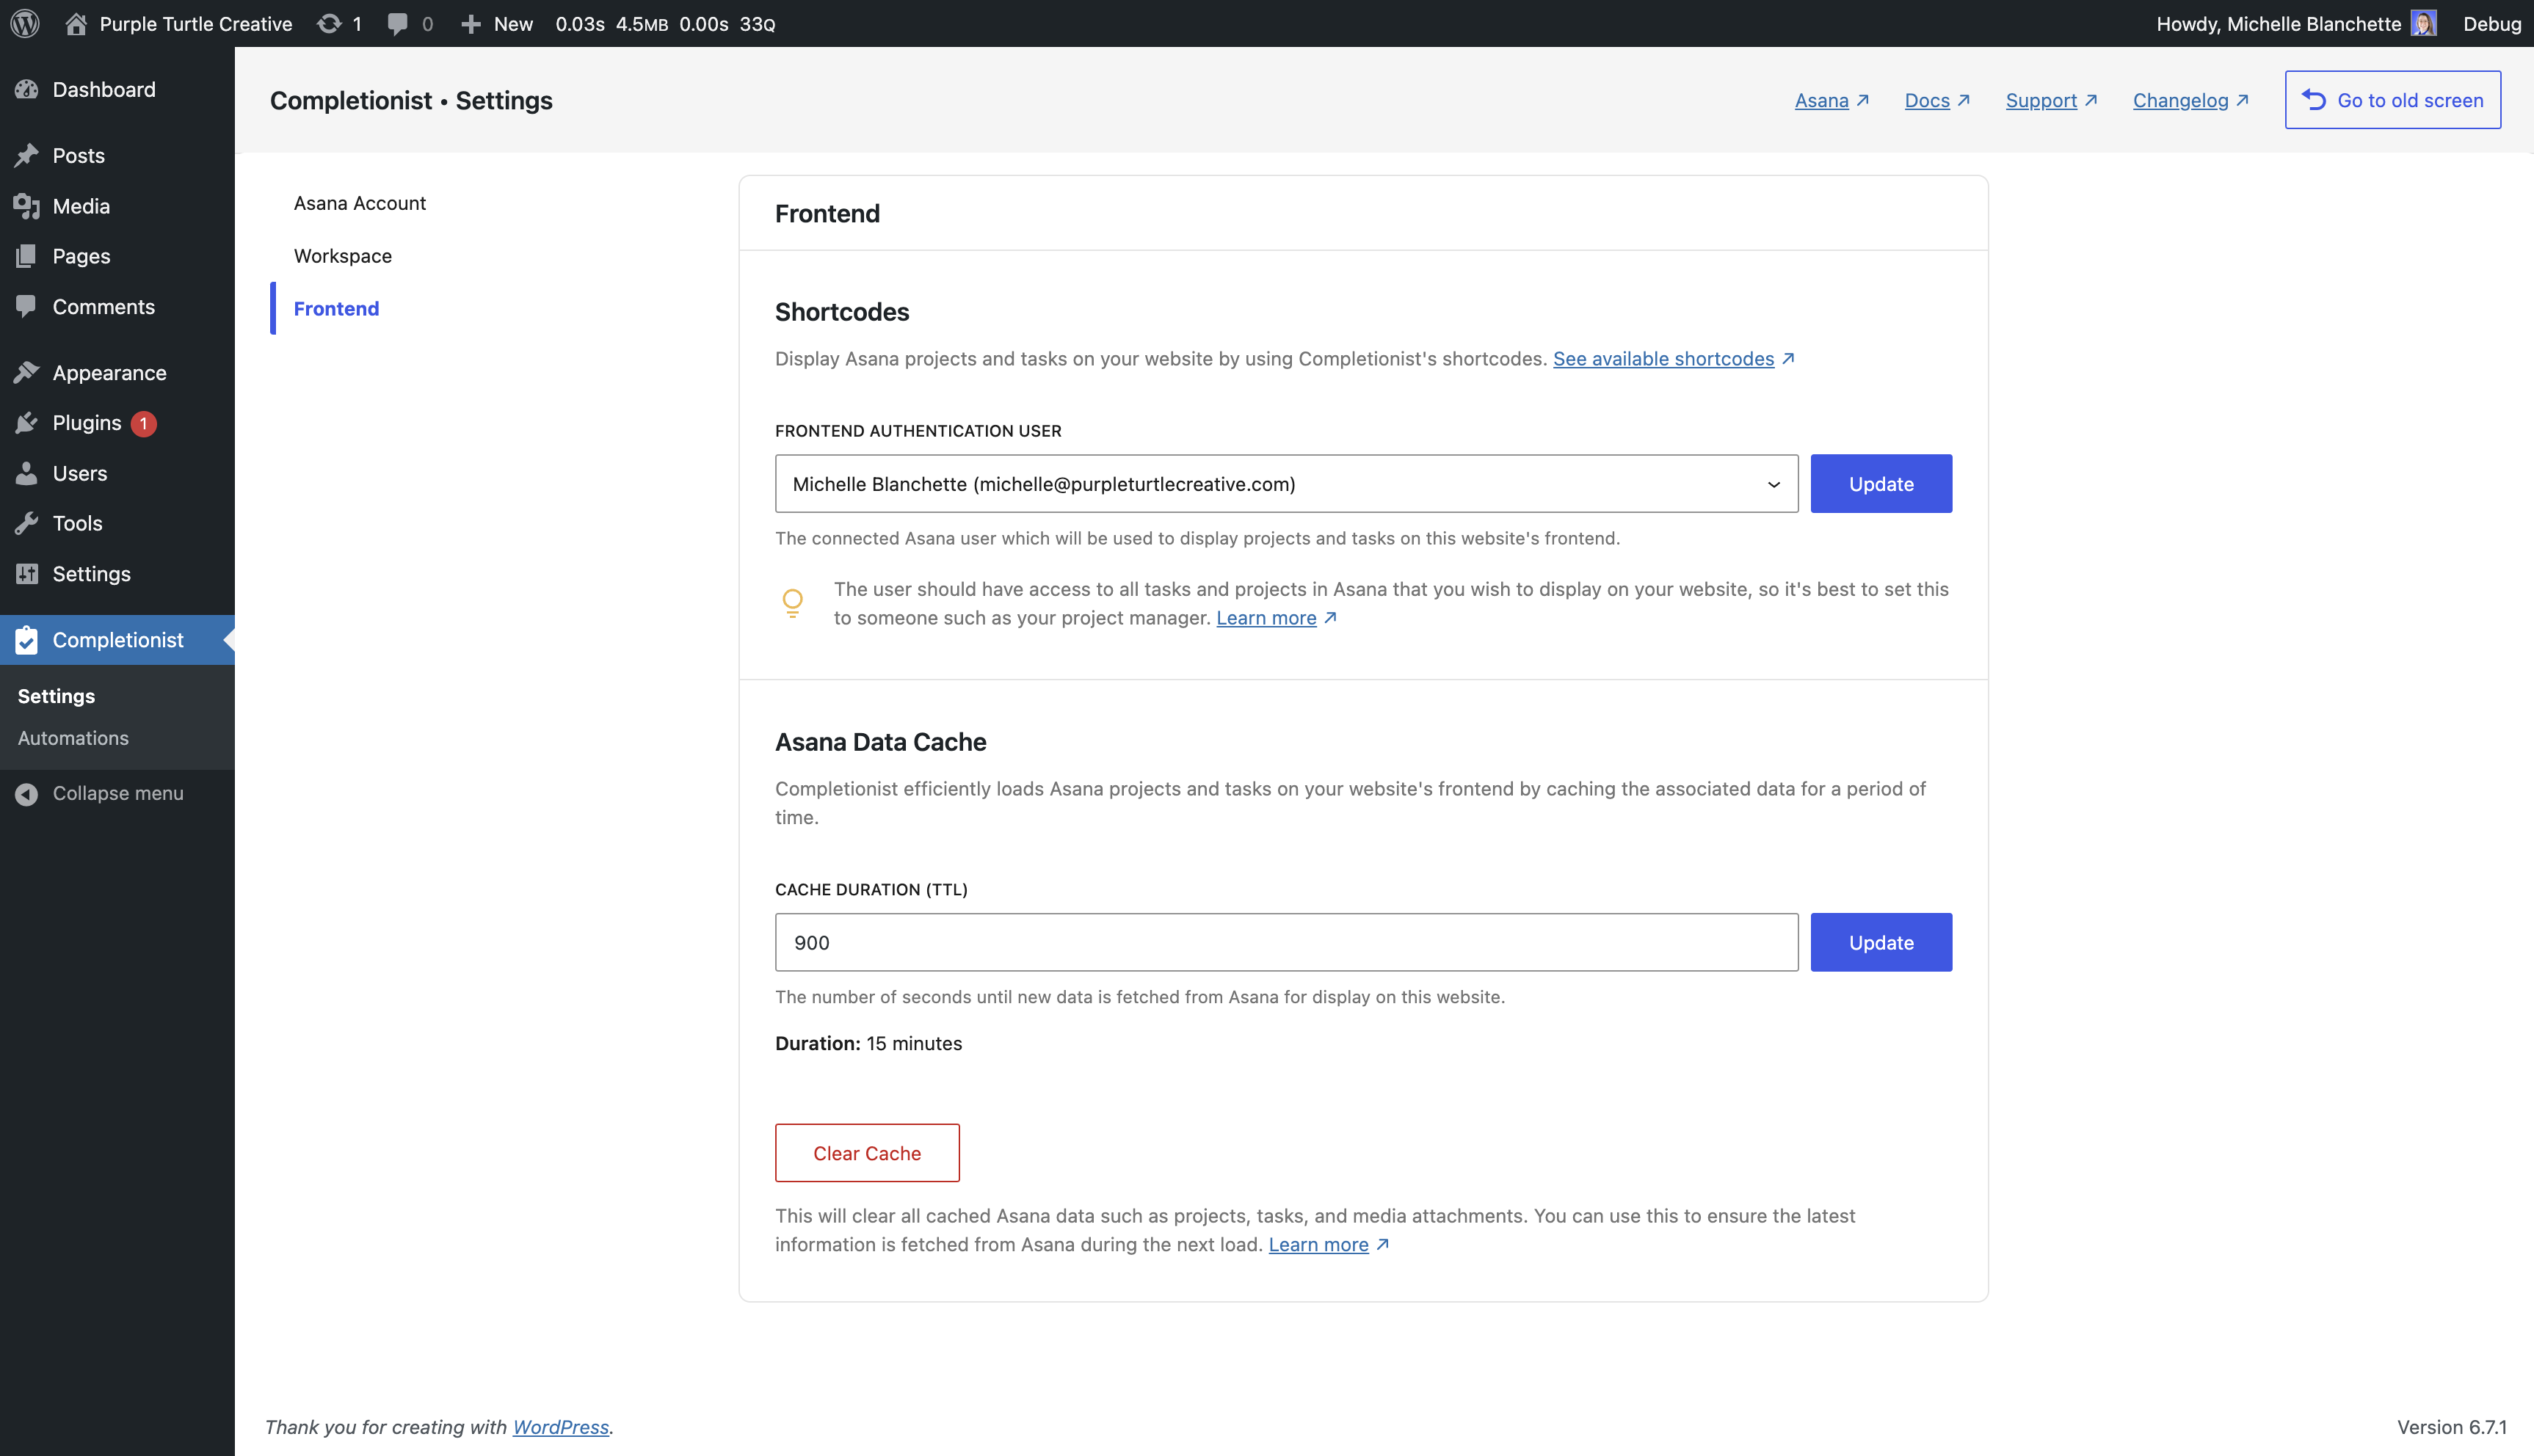 Purple Turtle Creative 1 0 New 0.03s 4.5MB 0.00s 33Q Howdy, Michelle Blanchette Debug
Dashboard
Posts
Media
Pages
Comments
Appearance
Plugins 1
Users
Tools
Settings
Completionist
Settings
Automations
Collapse menu
Completionist • Settings
Asana ↗ Docs ↗ Support ↗ Changelog ↗ Go to old screen
Asana Account
Workspace
Frontend
Frontend
Shortcodes
Display Asana projects and tasks on your website by using Completionist's shortcodes. See available shortcodes ↗
FRONTEND AUTHENTICATION USER
Michelle Blanchette (michelle@purpleturtlecreative.com) Update
The connected Asana user which will be used to display projects and tasks on this website's frontend.
The user should have access to all tasks and projects in Asana that you wish to display on your website, so it's best to set this
to someone such as your project manager. Learn more ↗
Asana Data Cache
Completionist efficiently loads Asana projects and tasks on your website's frontend by caching the associated data for a period of
time.
CACHE DURATION (TTL)
900 Update
The number of seconds until new data is fetched from Asana for display on this website.
Duration: 15 minutes
Clear Cache
This will clear all cached Asana data such as projects, tasks, and media attachments. You can use this to ensure the latest
information is fetched from Asana during the next load. Learn more ↗
Thank you for creating with WordPress. Version 6.7.1